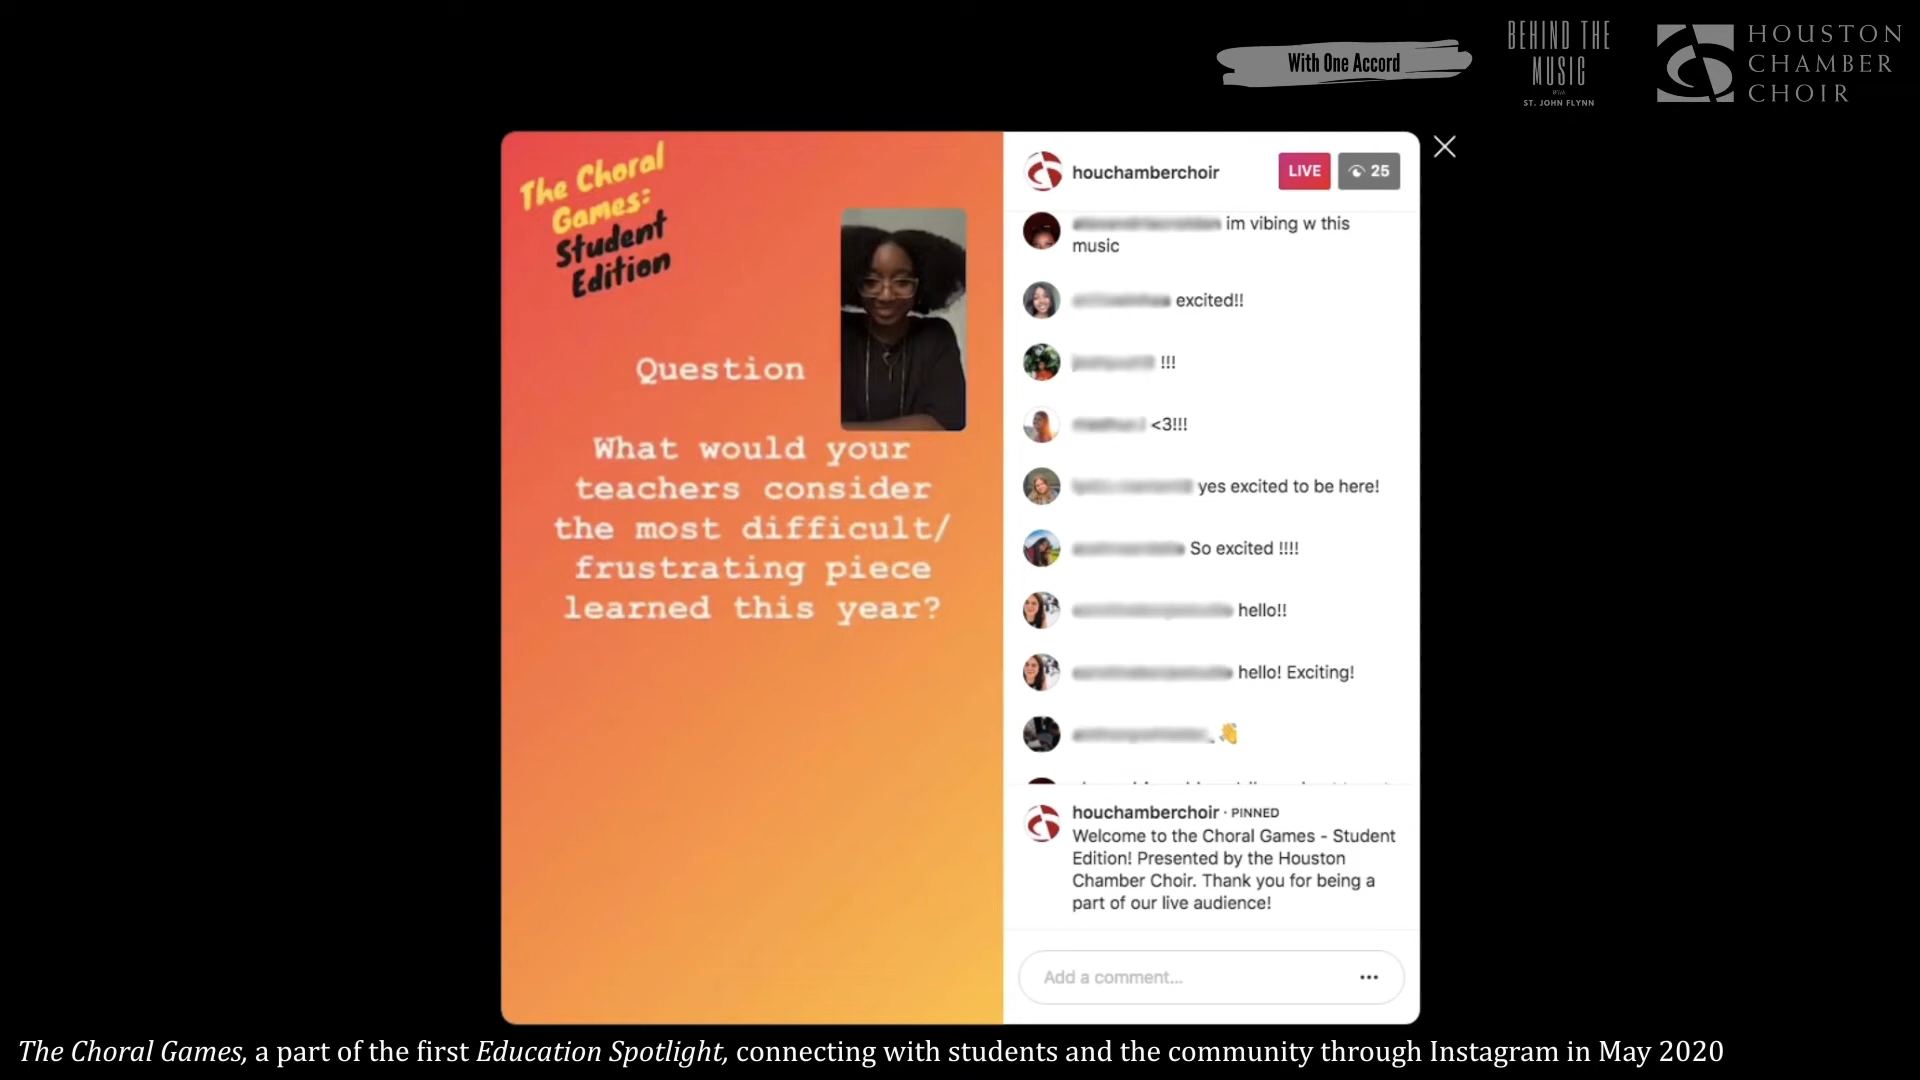 With One Accord
BEHIND THE
MUSIC
With
ST. JOHN FLYNN
HOUSTON
CHAMBER
CHOIR
The Choral
Games:
Student
Edition
Question
What would your
teachers consider
the most difficult/
frustrating piece
learned this year?
houchamberchoir
LIVE
25
im vibing w this
music
excited!!
!!!
<3!!!
yes excited to be here!
So excited !!!!
hello!!
hello! Exciting!
👏
houchamberchoir · PINNED
Welcome to the Choral Games - Student
Edition! Presented by the Houston
Chamber Choir. Thank you for being a
part of our live audience!
Add a comment...
The Choral Games, a part of the first Education Spotlight, connecting with students and the community through Instagram in May 2020